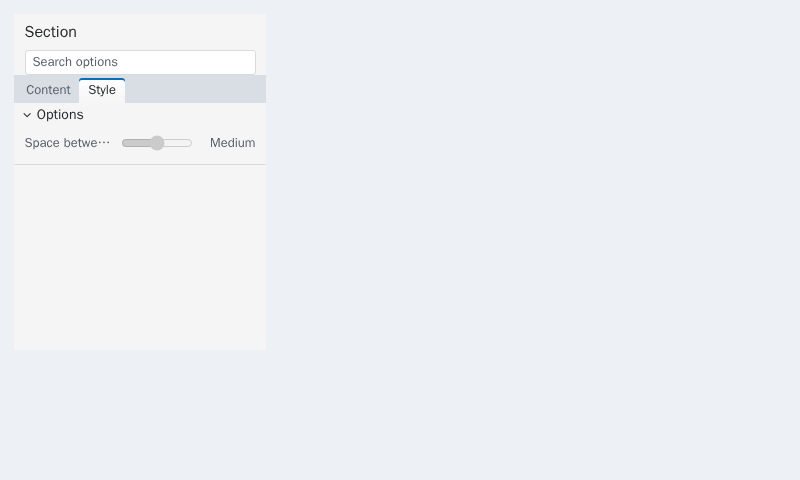 Section
Search options
Content Style
Options
Space betwe··· Medium